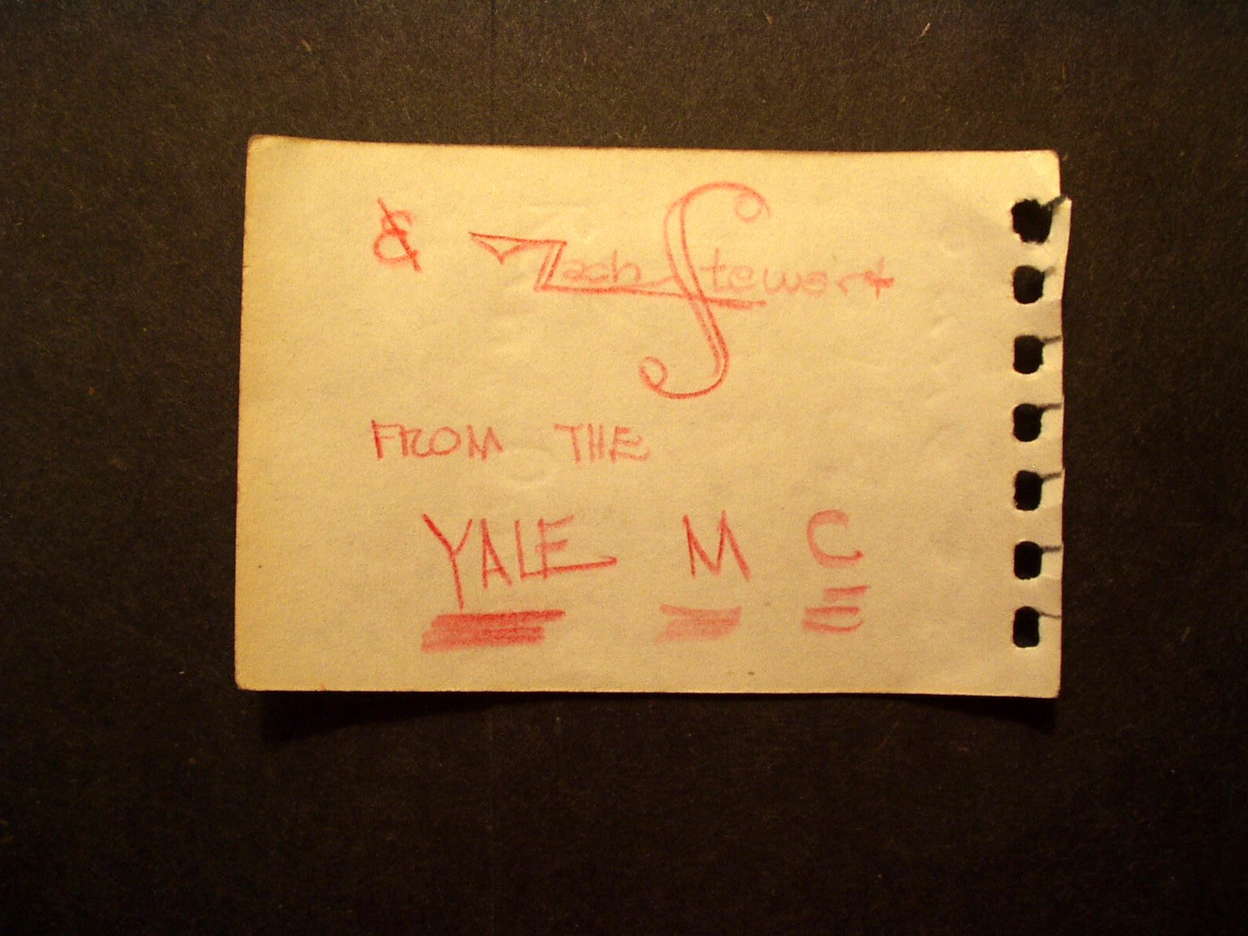 & Zach Stewart
FROM THE
YALE M C